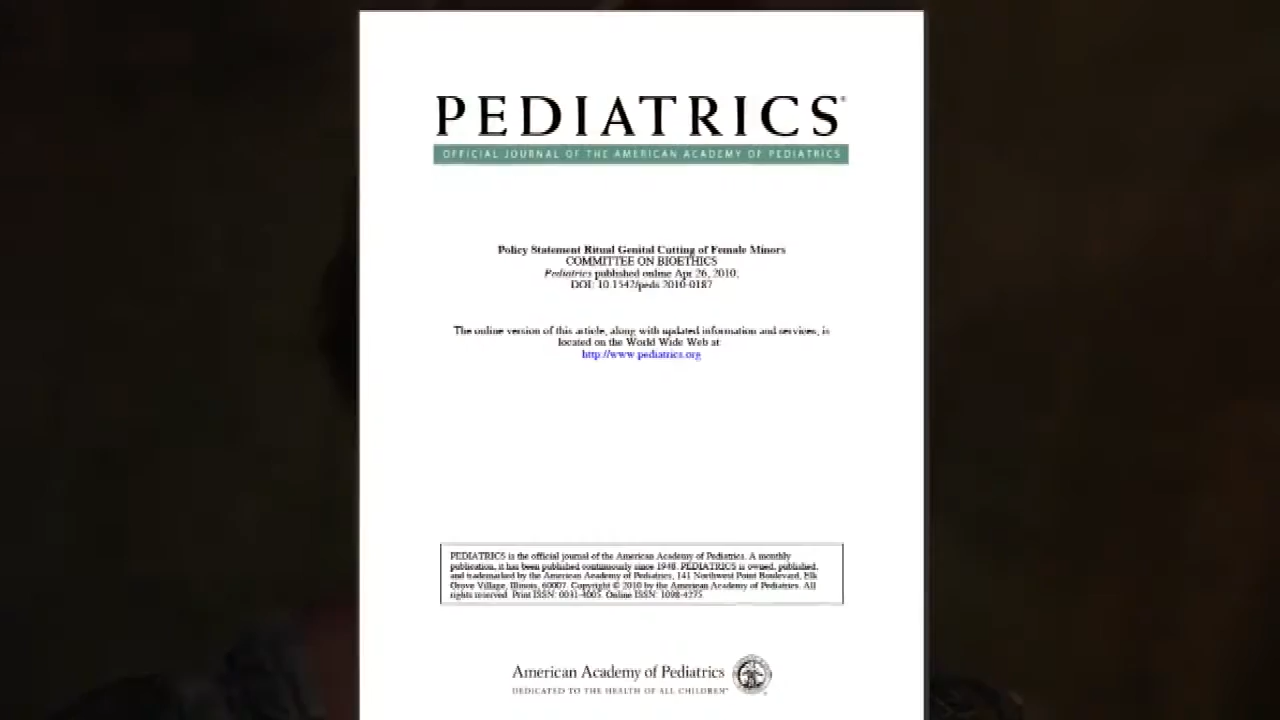 PEDIATRICS®
OFFICIAL JOURNAL OF THE AMERICAN ACADEMY OF PEDIATRICS
Policy Statement Ritual Genital Cutting of Female Minors
COMMITTEE ON BIOETHICS
Pediatrics published online Apr 26, 2010;
DOI: 10.1542/peds.2010-0187
The online version of this article, along with updated information and services, is
located on the World Wide Web at:
http://www.pediatrics.org
PEDIATRICS is the official journal of the American Academy of Pediatrics. A monthly
publication, it has been published continuously since 1948. PEDIATRICS is owned, published,
and trademarked by the American Academy of Pediatrics, 141 Northwest Point Boulevard, Elk
Grove Village, Illinois, 60007. Copyright © 2010 by the American Academy of Pediatrics. All
rights reserved. Print ISSN: 0031-4005. Online ISSN: 1098-4275.
American Academy of Pediatrics
DEDICATED TO THE HEALTH OF ALL CHILDREN™